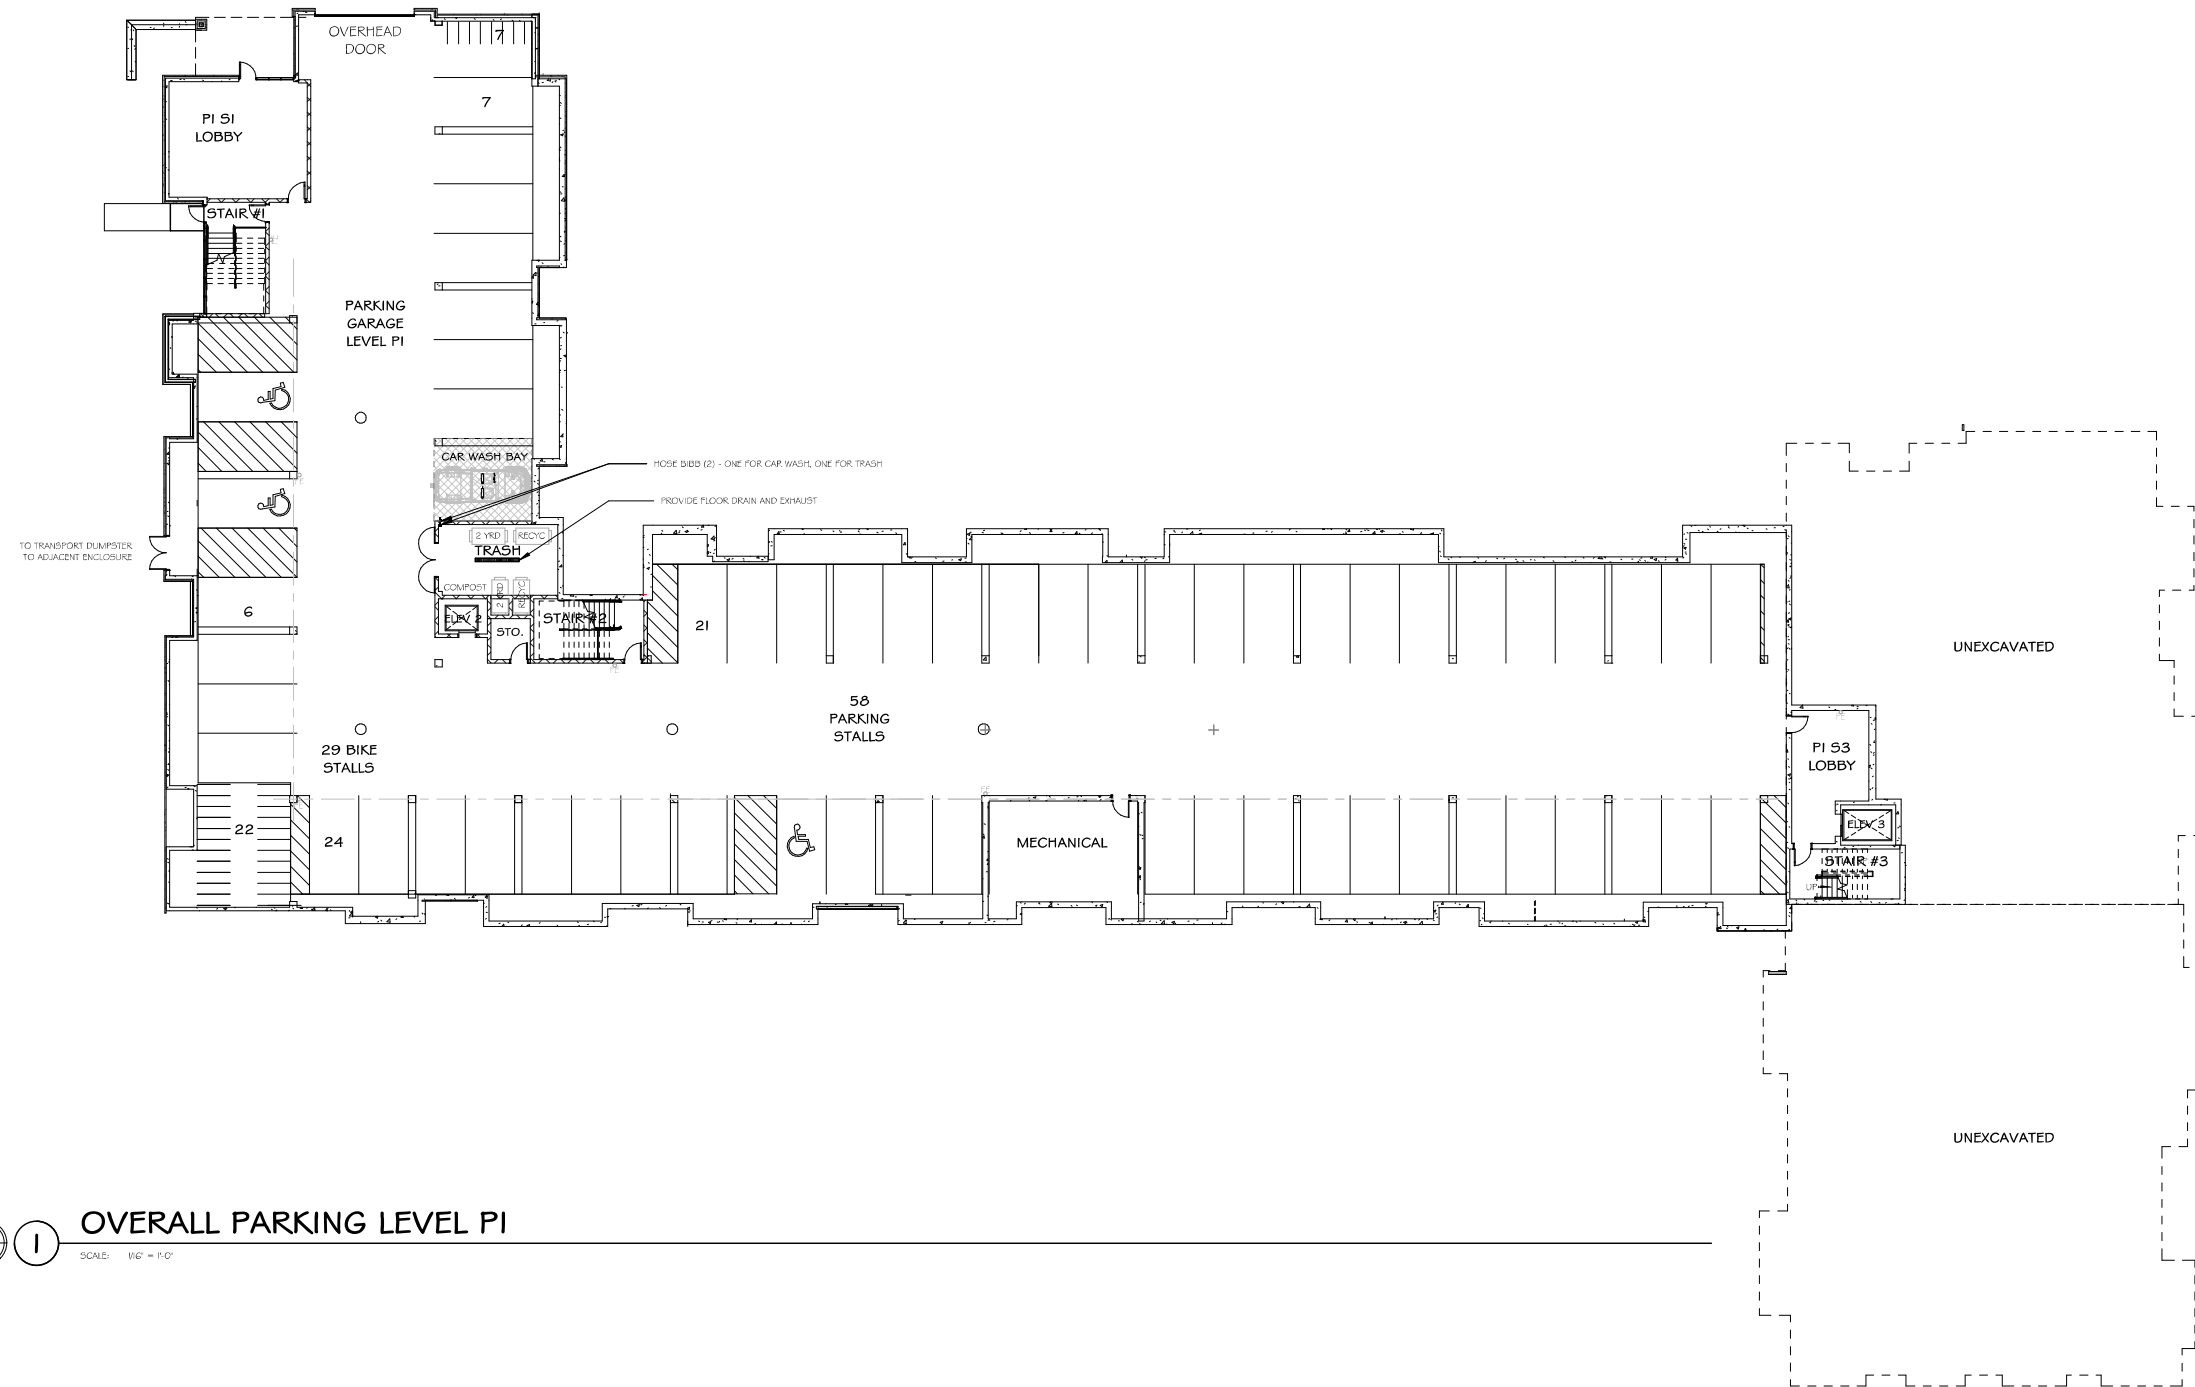 OVERHEAD
DOOR
7
7
P1 S1
LOBBY
STAIR #1
PARKING
GARAGE
LEVEL P1
CAR WASH BAY
HOSE BIBB (2) - ONE FOR CAR WASH, ONE FOR TRASH
PROVIDE FLOOR DRAIN AND EXHAUST
2 YRD
RECYC
TRASH
TO TRANSPORT DUMPSTER
TO ADJACENT ENCLOSURE
COMPOST
2 YRD
RECYC
ELEV 2
STO.
STAIR #2
6
21
UNEXCAVATED
58
PARKING
STALLS
29 BIKE
STALLS
P1 S3
LOBBY
22
24
MECHANICAL
ELEV 3
STAIR #3
UP
UNEXCAVATED
1
OVERALL PARKING LEVEL P1
SCALE: 1/16" = 1'-0"